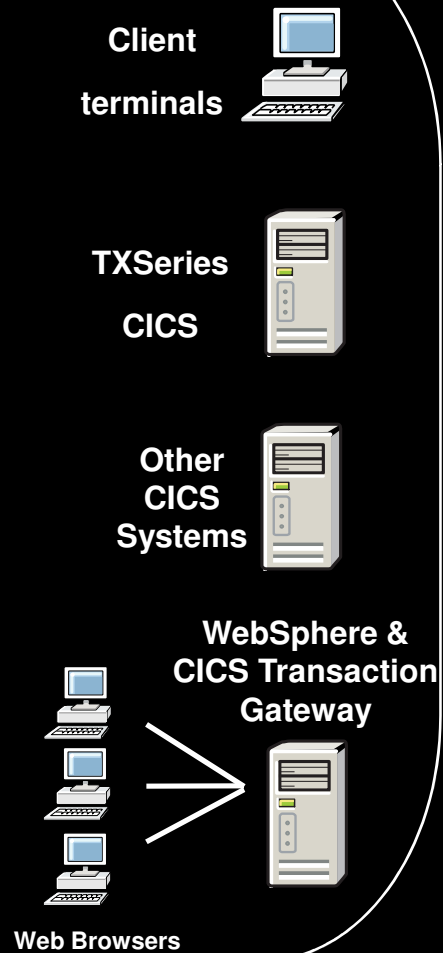 Client
terminals
TXSeries
CICS
Other
CICS
Systems
WebSphere &
CICS Transaction
Gateway
Web Browsers